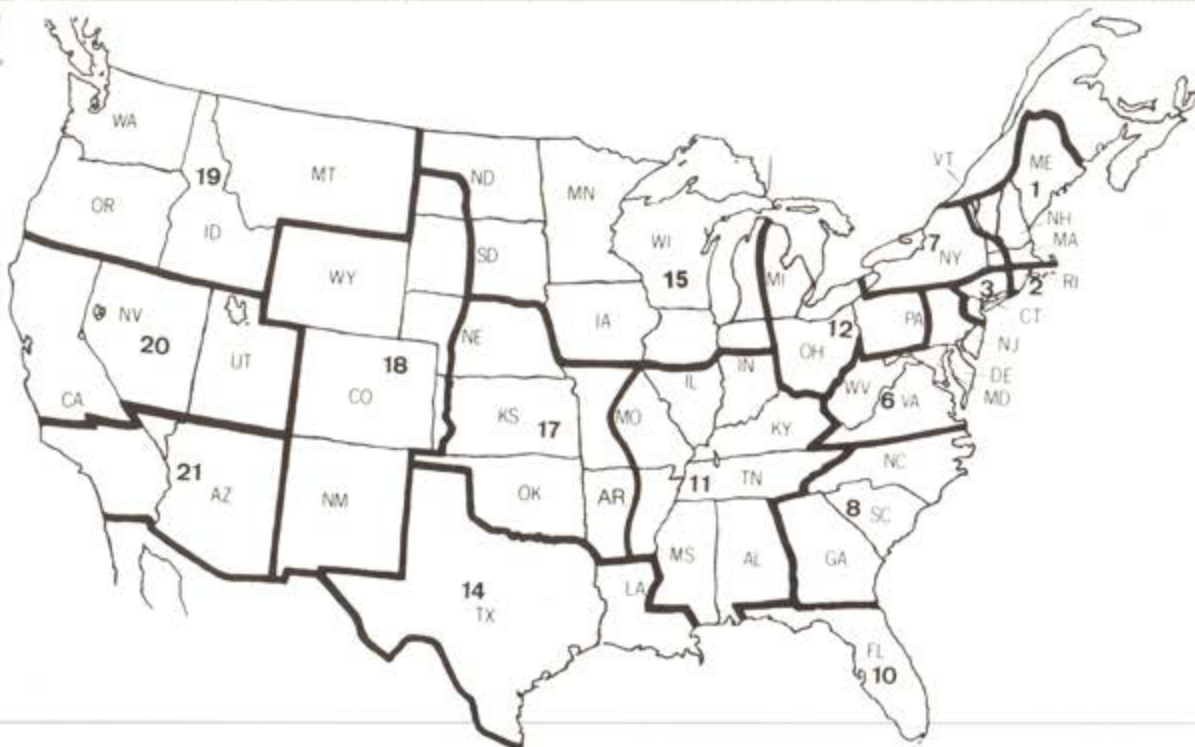 WA
MT
ND
MN
VT
ME
19
1
OR
ID
NH
SD
WI
7
MA
NY
WY
15
MI
3
2
RI
NV
IA
12
PA
CT
20
NE
OH
NJ
UT
18
IL
IN
WV
DE
CA
CO
6
VA
MD
KS
17
MO
KY
21
NC
AZ
NM
OK
AR
11
TN
8
SC
MS
AL
GA
14
LA
TX
FL
10